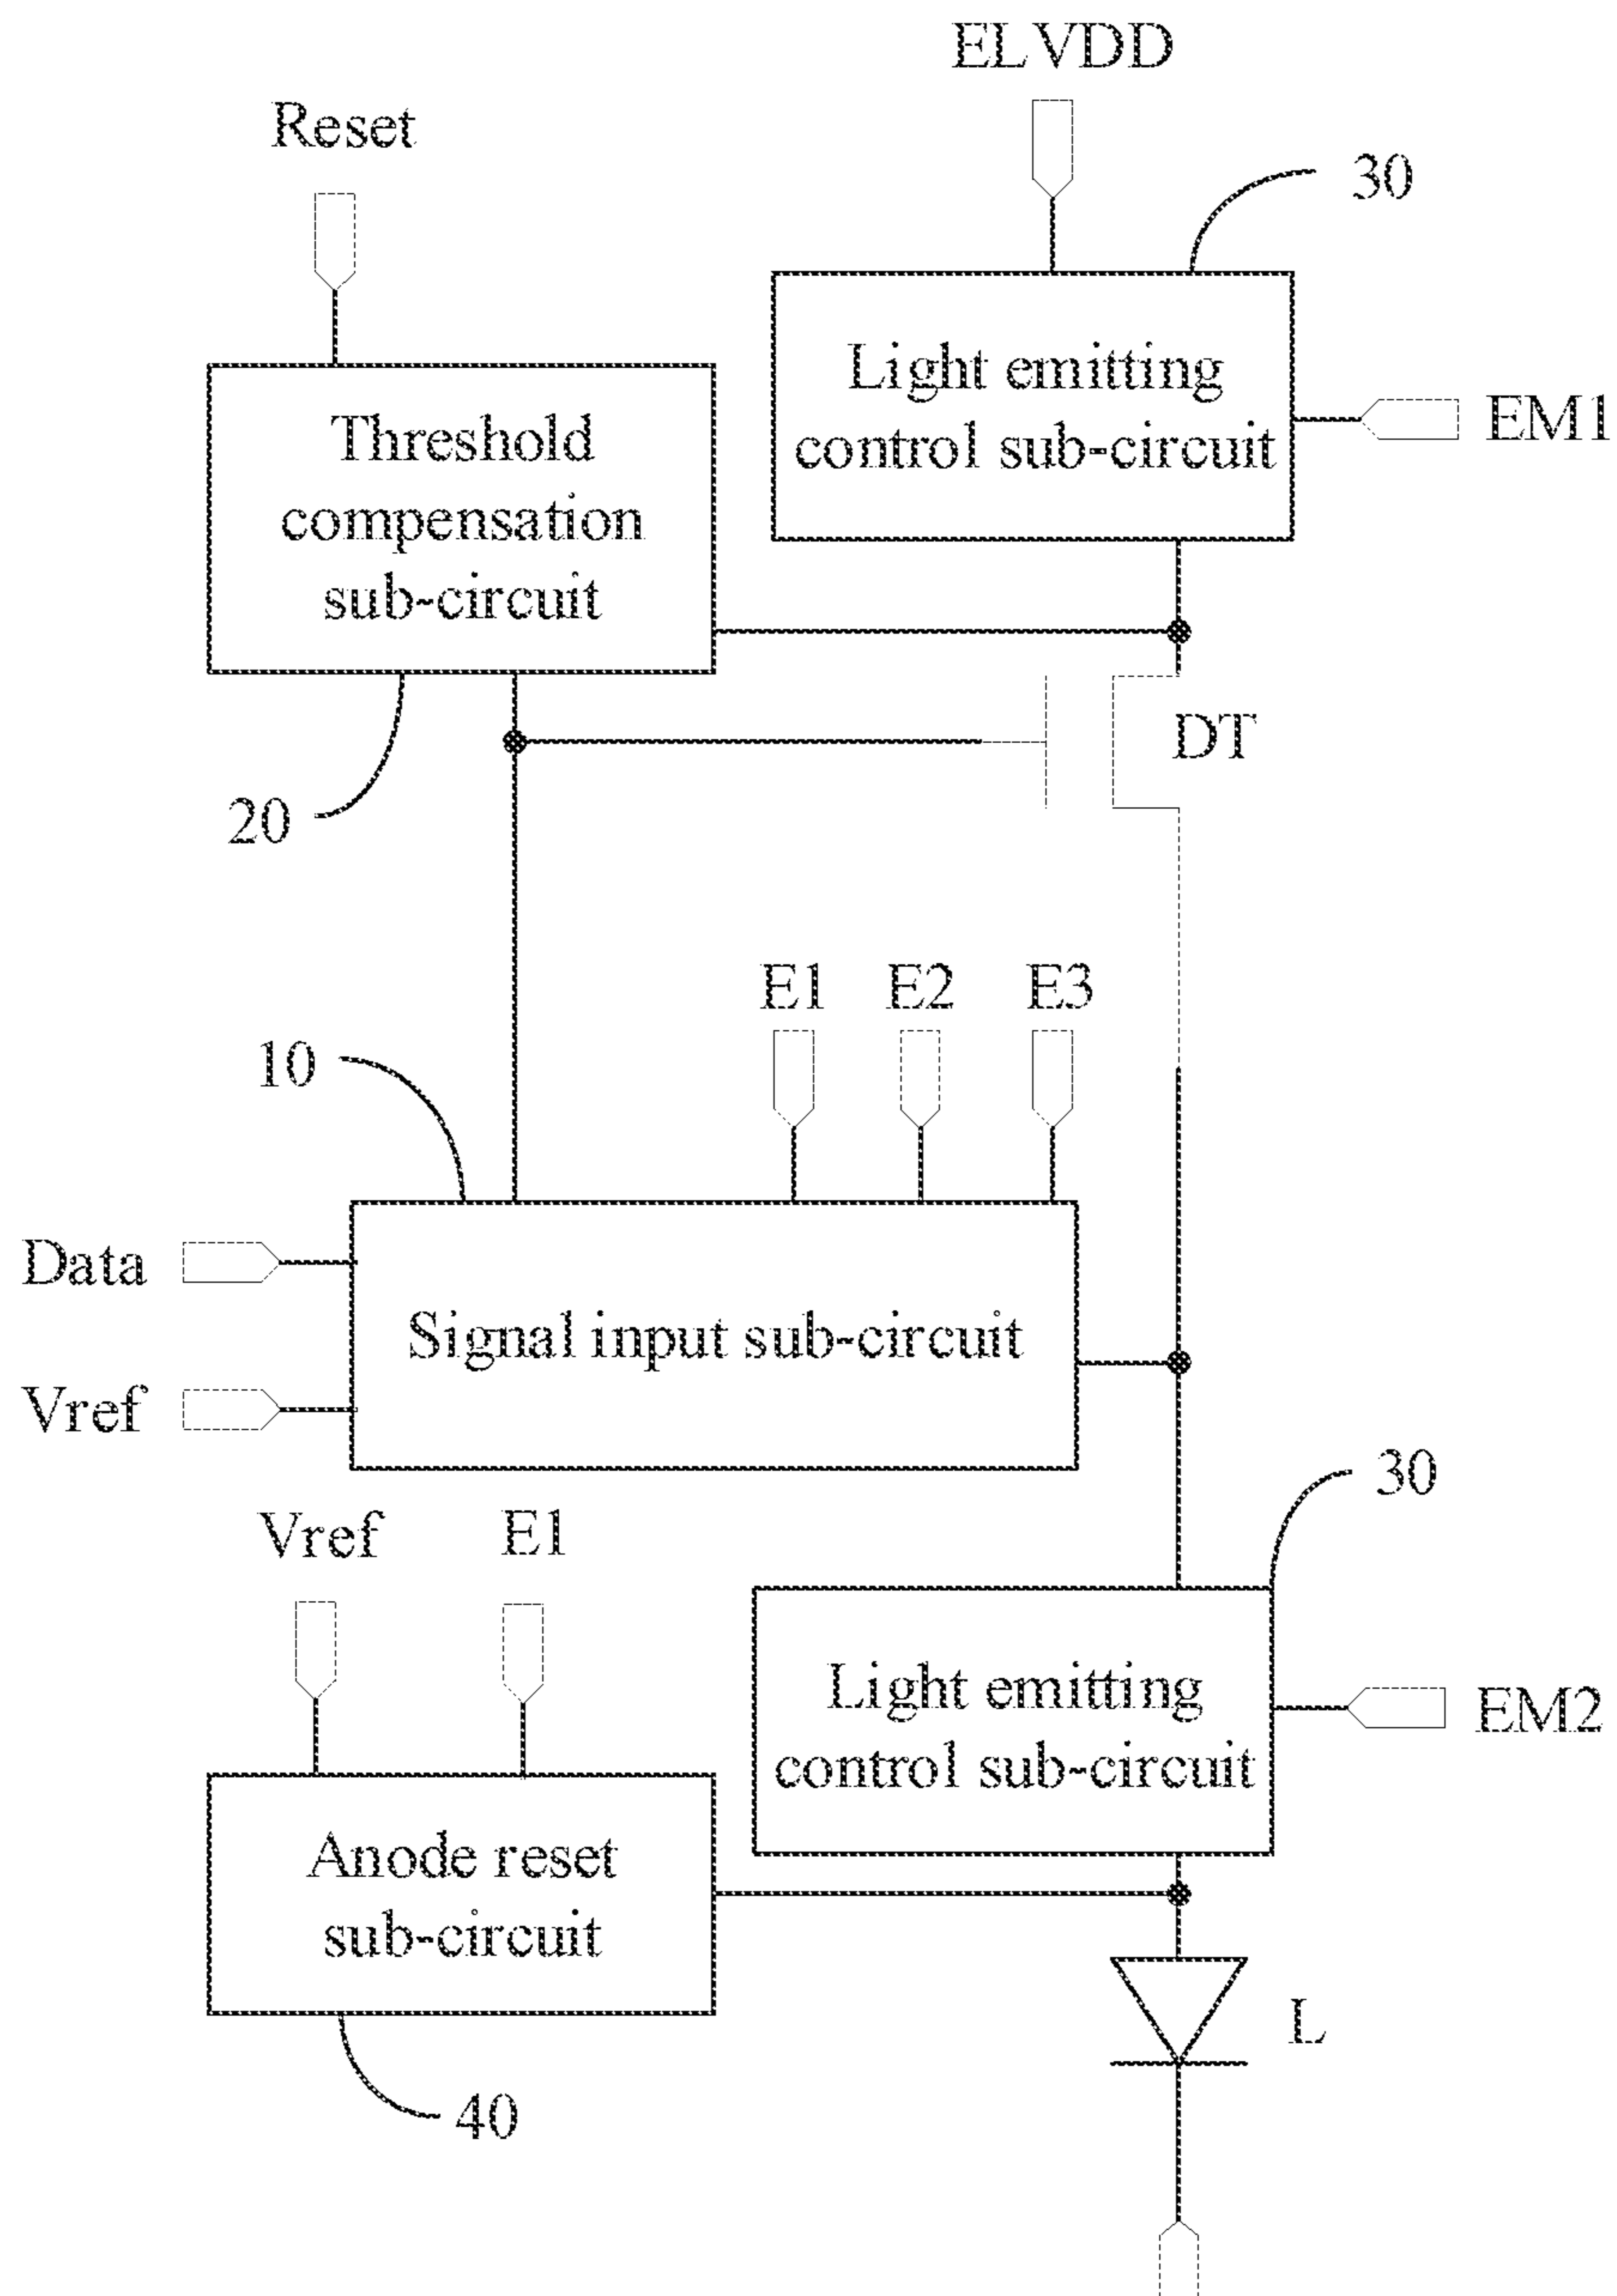 ELVDD
Reset
30
Light emitting
control sub-circuit
EM1
Threshold
compensation
sub-circuit
DT
20
E1 E2 E3
10
Data
Signal input sub-circuit
Vref
30
Vref E1
Light emitting
control sub-circuit
EM2
Anode reset
sub-circuit
L
40